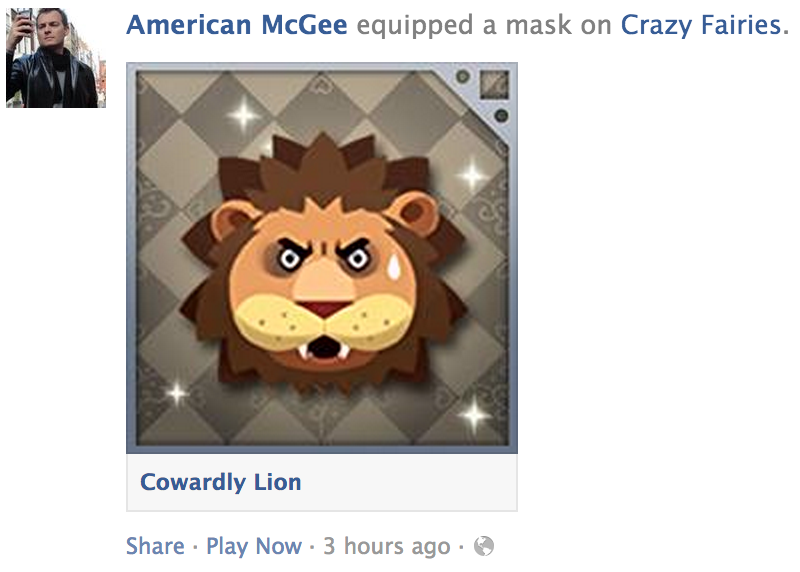 American McGee equipped a mask on Crazy Fairies.
Cowardly Lion
Share · Play Now · 3 hours ago ·